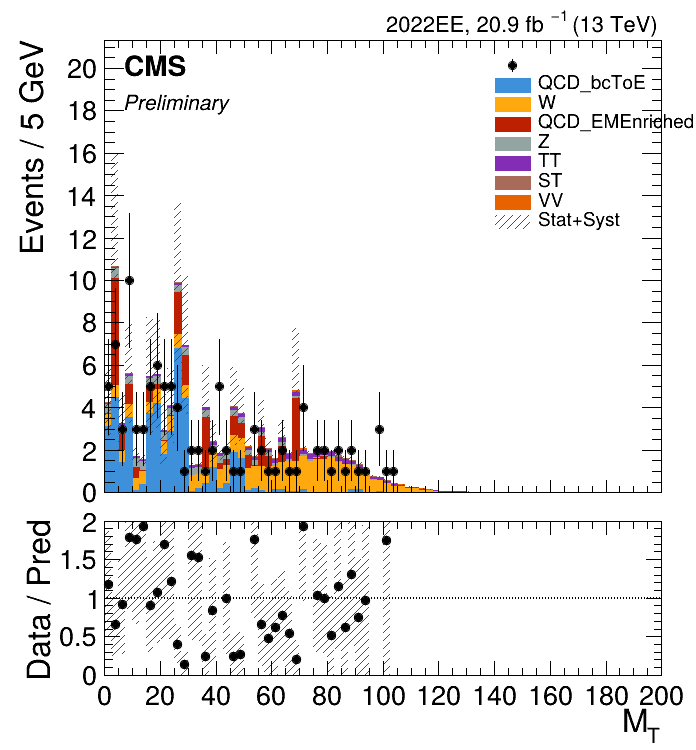 2022EE, 20.9 fb⁻¹ (13 TeV)
Events / 5 GeV
20
18
16
14
12
10
8
6
4
2
0
CMS
Preliminary
QCD_bcToE
W
QCD_EMEnriched
Z
TT
ST
VV
Stat+Syst
Data / Pred
2
1.5
1
0.5
0
0 20 40 60 80 100 120 140 160 180 200
M_T